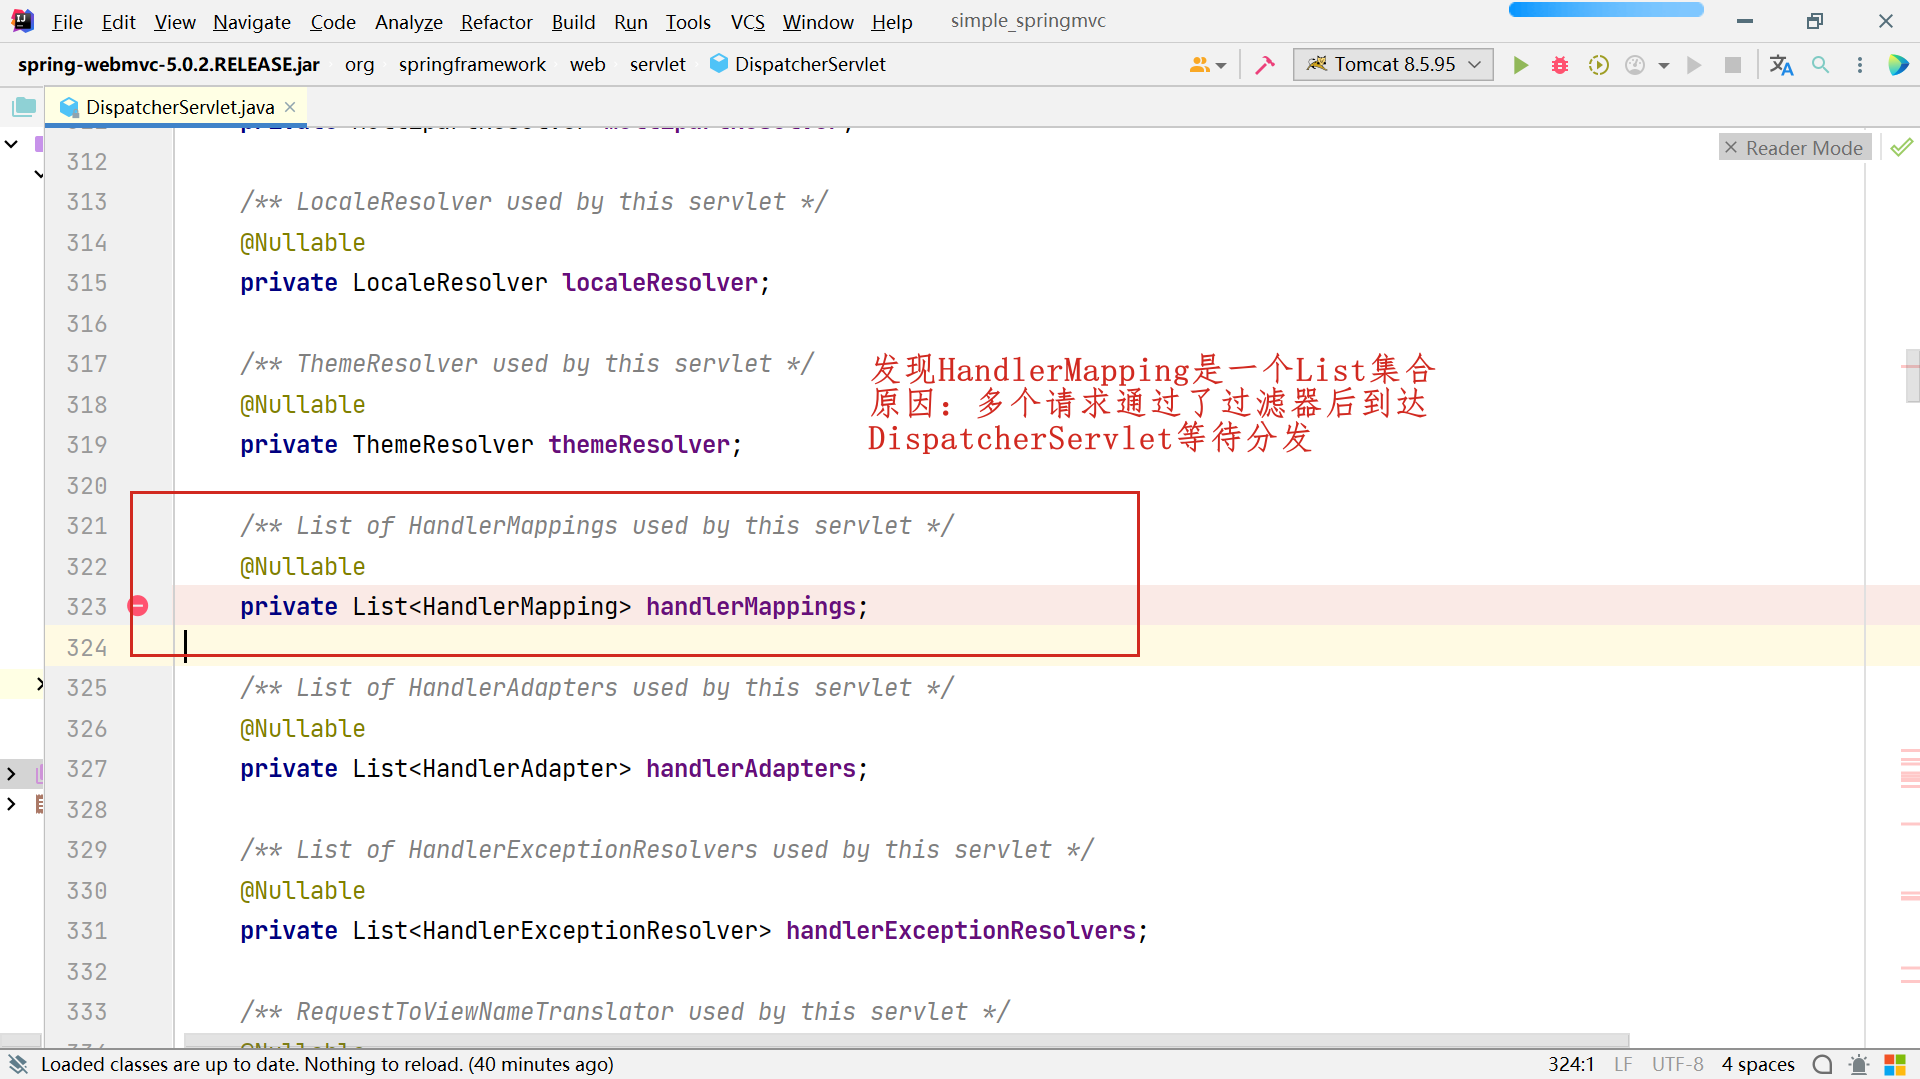 File Edit View Navigate Code Analyze Refactor Build Run Tools VCS Window Help simple_springmvc
spring-webmvc-5.0.2.RELEASE.jar org springframework web servlet DispatcherServlet Tomcat 8.5.95
DispatcherServlet.java
Reader Mode
312
313 /** LocaleResolver used by this servlet */
314 @Nullable
315 private LocaleResolver localeResolver;
316
317 /** ThemeResolver used by this servlet */
318 @Nullable
319 private ThemeResolver themeResolver;
发现HandlerMapping是一个List集合
原因：多个请求通过了过滤器后到达
DispatcherServlet等待分发
320
321 /** List of HandlerMappings used by this servlet */
322 @Nullable
323 private List<HandlerMapping> handlerMappings;
324
325 /** List of HandlerAdapters used by this servlet */
326 @Nullable
327 private List<HandlerAdapter> handlerAdapters;
328
329 /** List of HandlerExceptionResolvers used by this servlet */
330 @Nullable
331 private List<HandlerExceptionResolver> handlerExceptionResolvers;
332
333 /** RequestToViewNameTranslator used by this servlet */
Loaded classes are up to date. Nothing to reload. (40 minutes ago) 324:1 LF UTF-8 4 spaces